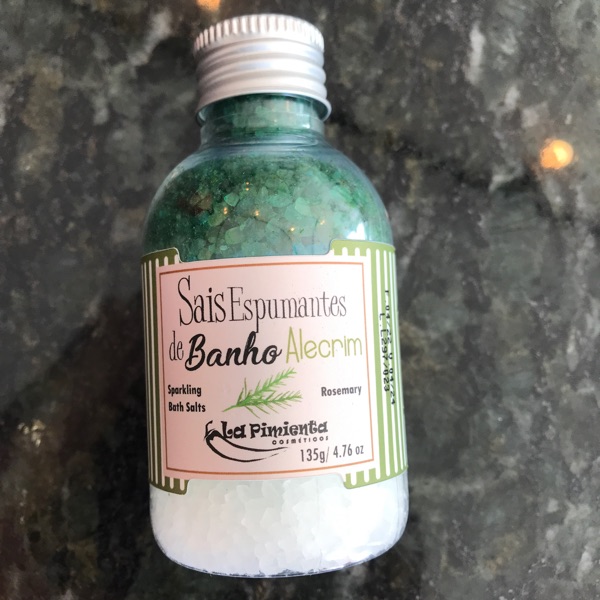 Sais Espumantes
de Banho Alecrim
Sparkling
Bath Salts
Rosemary
La Pimienta
COSMÉTICOS
135g/ 4.76 oz